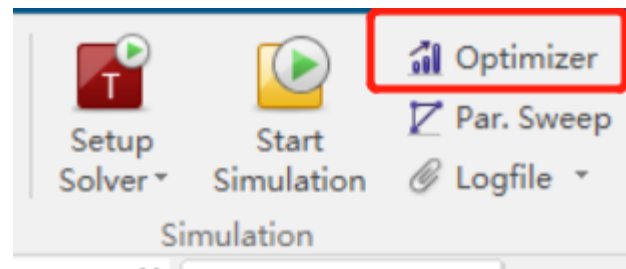 T
Setup
Solver
Start
Simulation
Optimizer
Par. Sweep
Logfile
Simulation